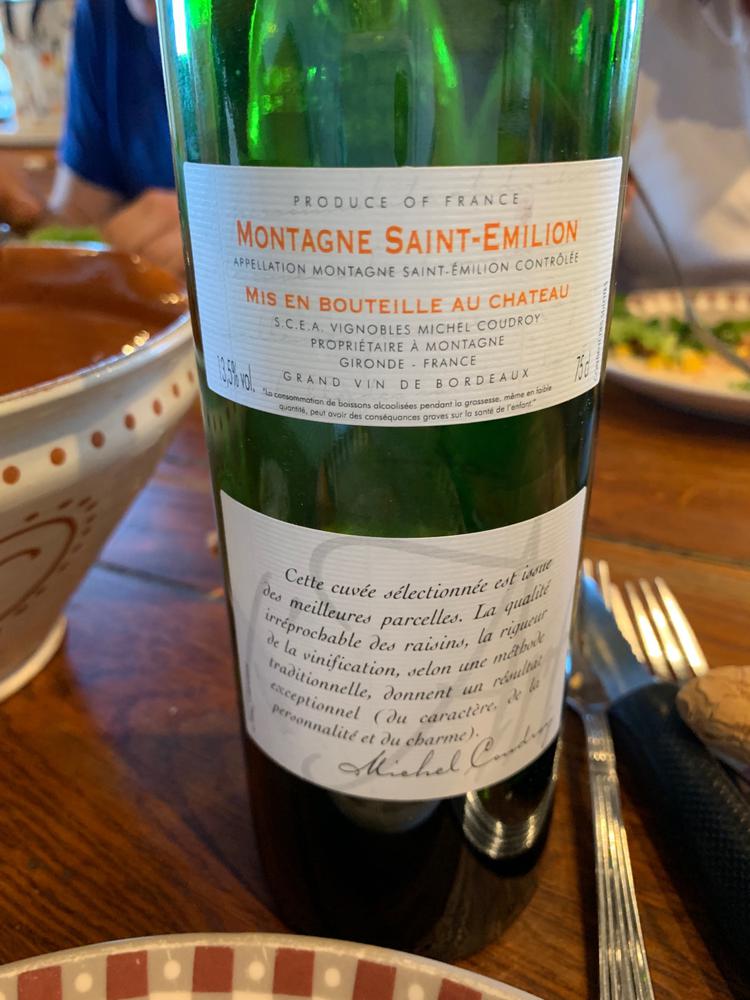 PRODUCE OF FRANCE
MONTAGNE SAINT-EMILION
APPELLATION MONTAGNE SAINT-ÉMILION CONTRÔLÉE
MIS EN BOUTEILLE AU CHATEAU
S.C.E.A. VIGNOBLES MICHEL COUDROY
PROPRIÉTAIRE À MONTAGNE
GIRONDE - FRANCE
13,5% vol. GRAND VIN DE BORDEAUX 75 cl
"La consommation de boissons alcoolisées pendant la grossesse, même en faible
quantité, peut avoir des conséquences graves sur la santé de l'enfant."
Cette cuvée sélectionnée est issue
des meilleures parcelles. La qualité
irréprochable des raisins, la rigueur
de la vinification, selon une méthode
traditionnelle, donnent un résultat
exceptionnel (du caractère, de la
personnalité et du charme).
Michel Coudroy